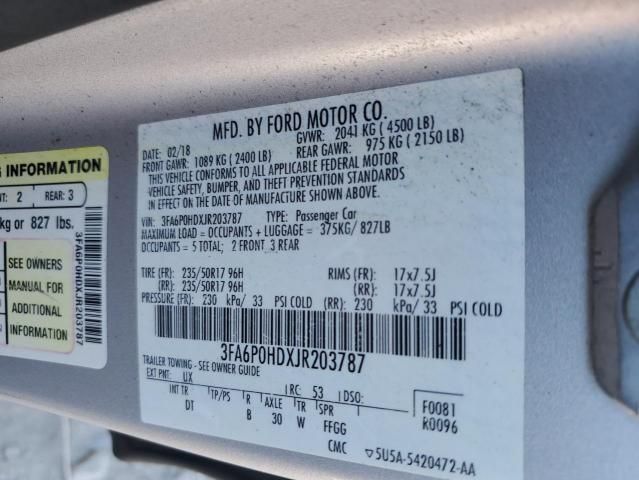 MFD. BY FORD MOTOR CO.
DATE: 02/18 GVWR: 2041 KG ( 4500 LB)
FRONT GAWR: 1089 KG ( 2400 LB) REAR GAWR: 975 KG ( 2150 LB)
THIS VEHICLE CONFORMS TO ALL APPLICABLE FEDERAL MOTOR
VEHICLE SAFETY, BUMPER, AND THEFT PREVENTION STANDARDS
IN EFFECT ON THE DATE OF MANUFACTURE SHOWN ABOVE.
VIN: 3FA6P0HDXJR203787 TYPE: Passenger Car
MAXIMUM LOAD = OCCUPANTS + LUGGAGE = 375KG/ 827LB
OCCUPANTS = 5 TOTAL; 2 FRONT 3 REAR
TIRE (FR): 235/50R17 96H RIMS (FR): 17x7.5J
(RR): 235/50R17 96H (RR): 17x7.5J
PRESSURE (FR): 230 kPa/ 33 PSI COLD (RR): 230 kPa/ 33 PSI COLD
3FA6P0HDXJR203787
TRAILER TOWING - SEE OWNER GUIDE
EXT PNT: UX RC: 53 DSO:
INT TR TP/PS R AXLE TR SPR
DT B 30 W FFGG
CMC
F0081
R0096
5U5A-5420472-AA
G INFORMATION
NT: 2 REAR: 3
kg or 827 lbs.
SEE OWNERS
MANUAL FOR
ADDITIONAL
INFORMATION
3FA6P0HDXJR203787